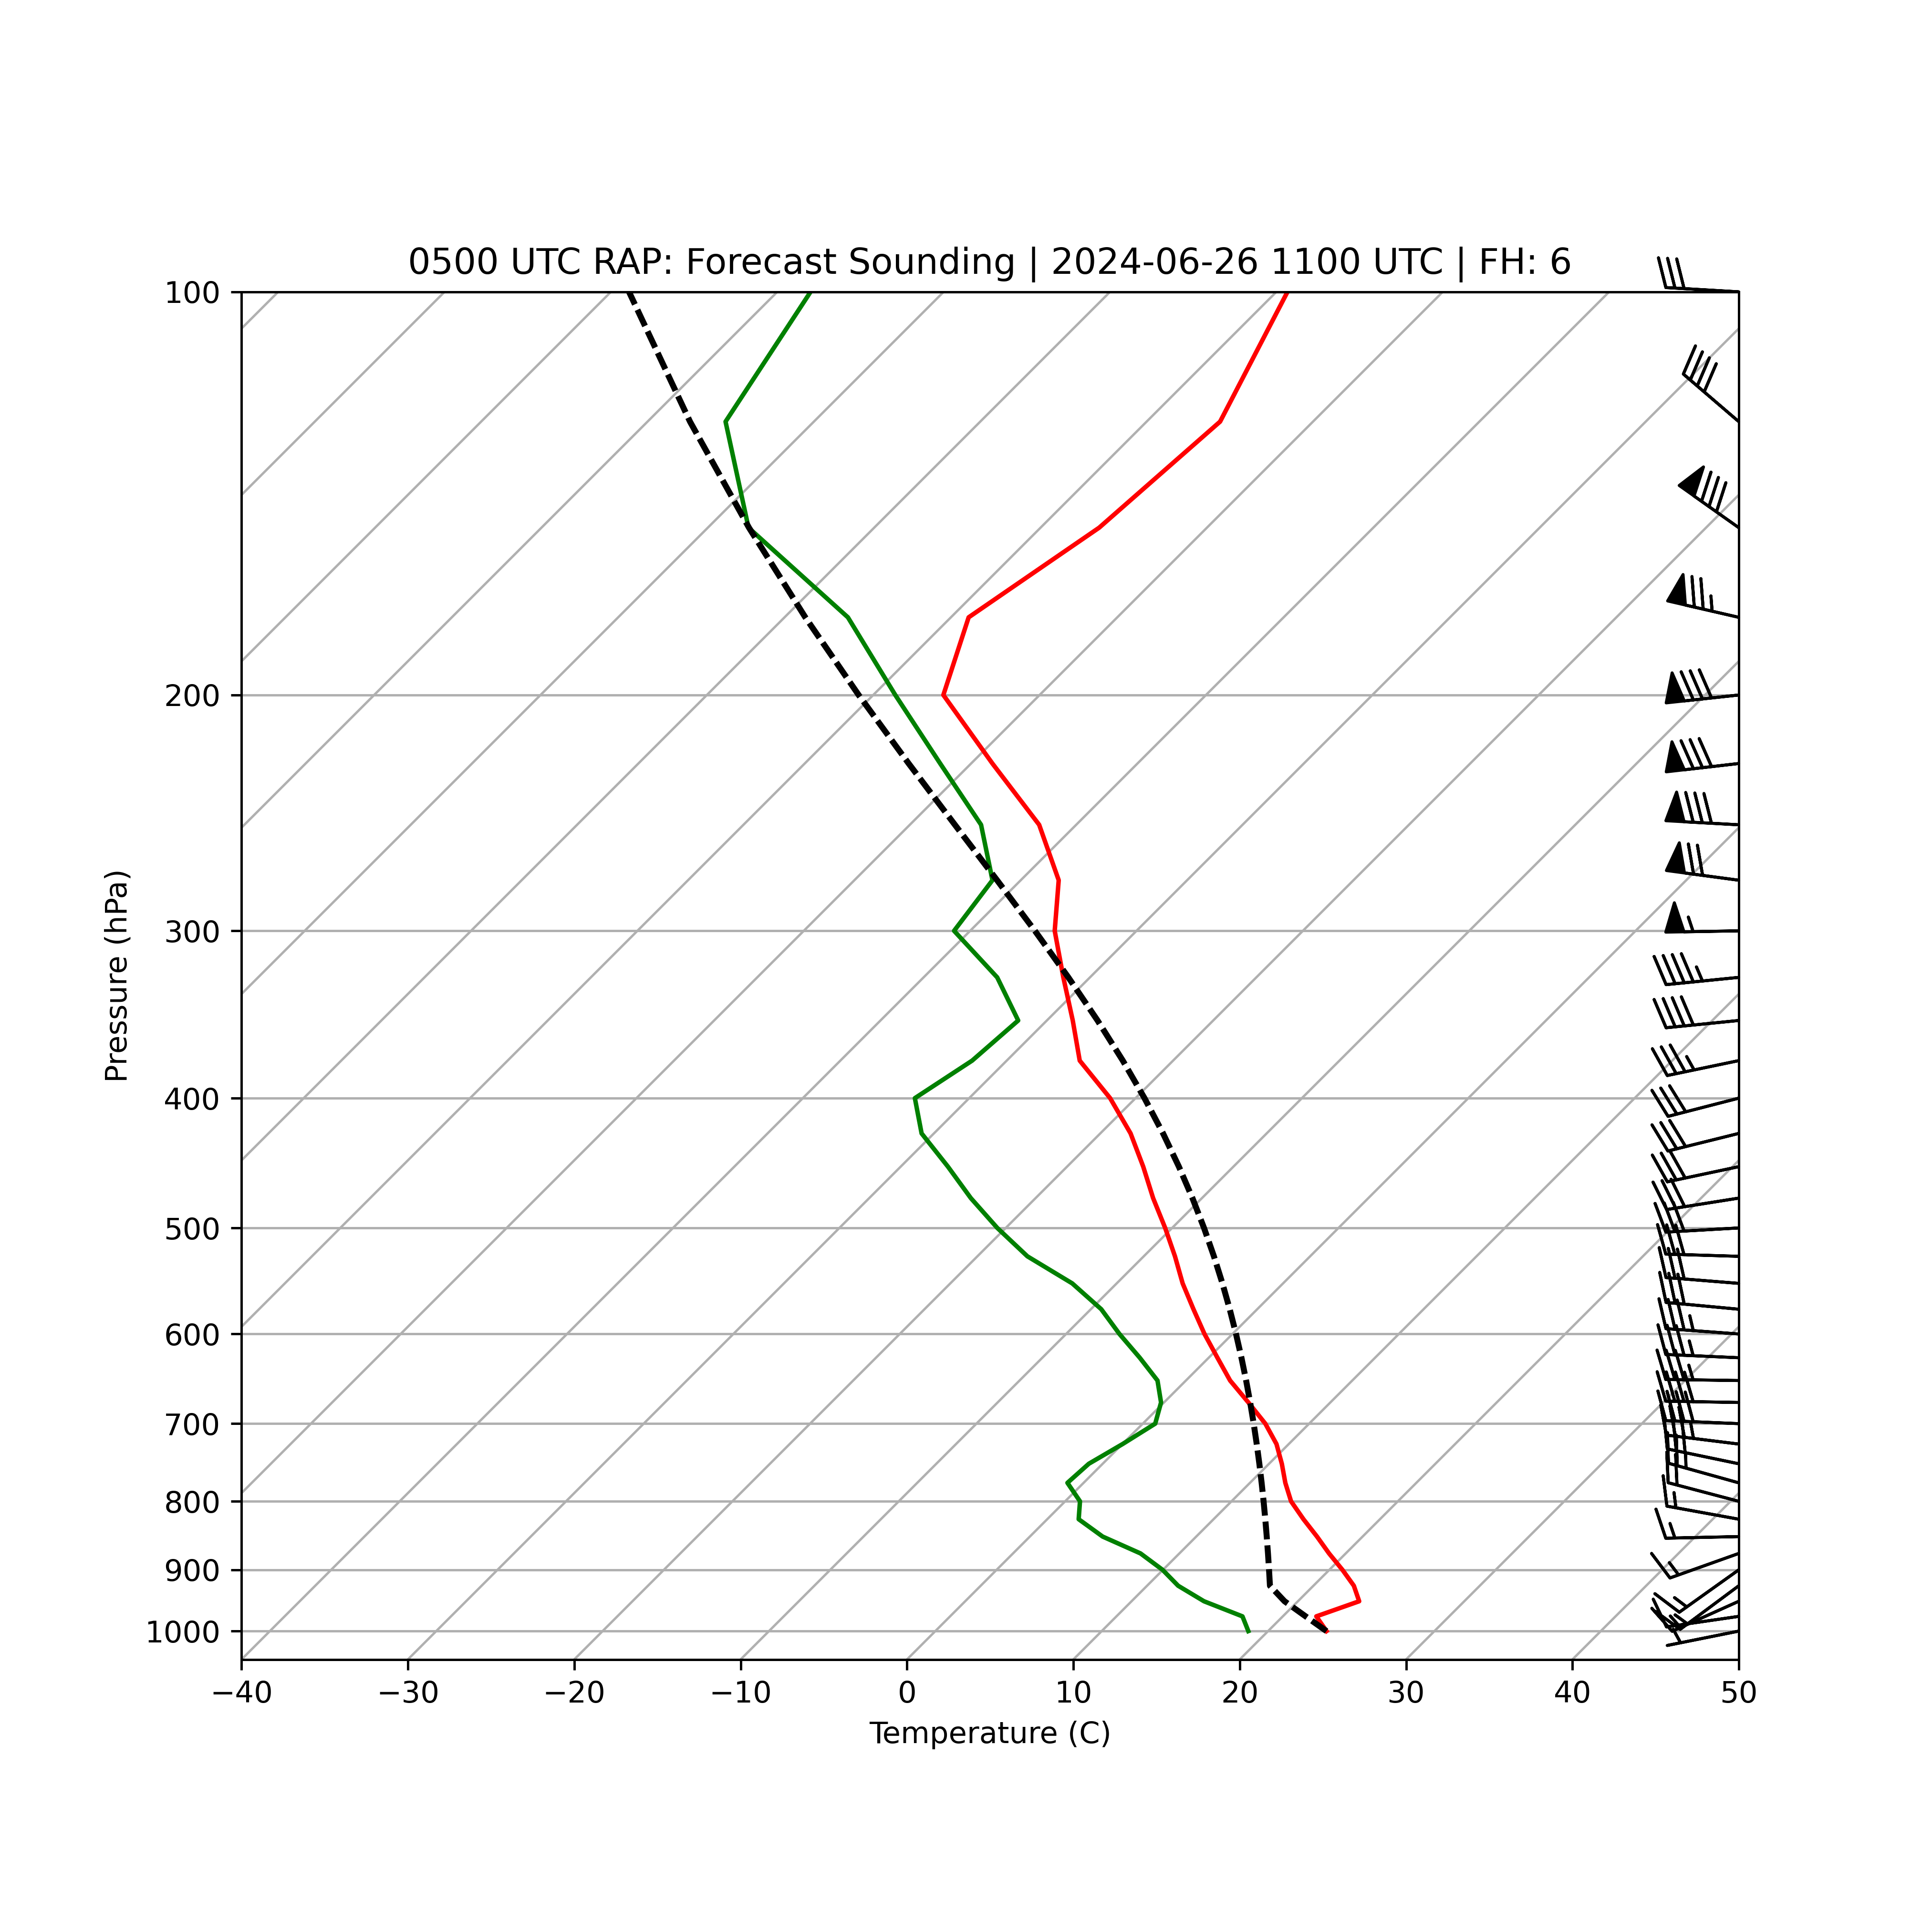 0500 UTC RAP: Forecast Sounding | 2024-06-26 1100 UTC | FH: 6
100
200
300
400
500
600
700
800
900
1000
Pressure (hPa)
−40 −30 −20 −10 0 10 20 30 40 50
Temperature (C)